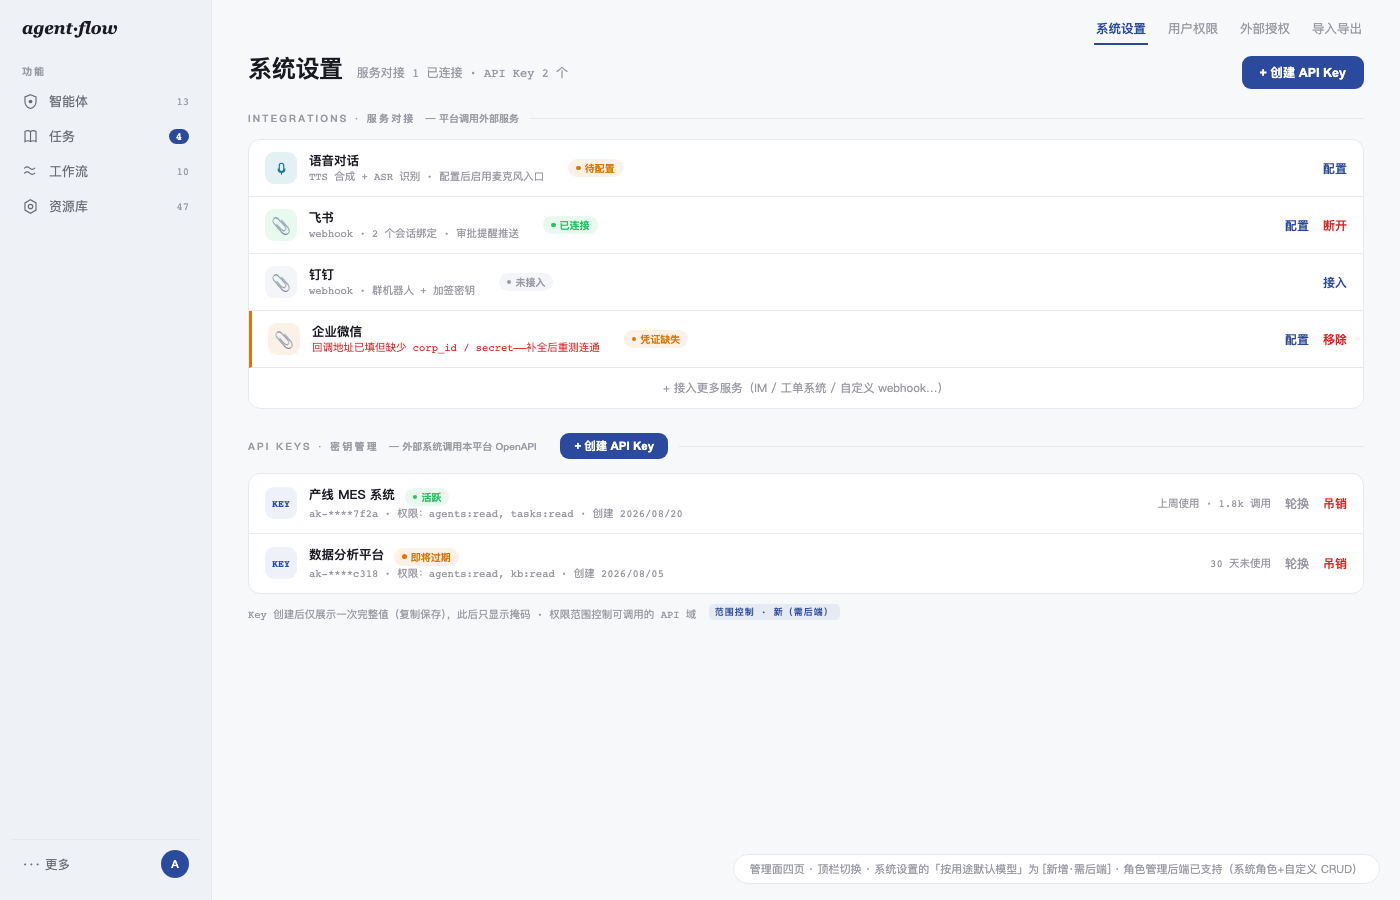 agent·flow
功能
智能体 13
任务 4
工作流 10
资源库 47
··· 更多 A
系统设置 用户权限 外部授权 导入导出
系统设置 服务对接 1 已连接 · API Key 2 个
+ 创建 API Key
INTEGRATIONS · 服务对接 — 平台调用外部服务
语音对话
TTS 合成 + ASR 识别 · 配置后启用麦克风入口
待配置
配置
飞书
webhook · 2 个会话绑定 · 审批提醒推送
已连接
配置 断开
钉钉
webhook · 群机器人 + 加签密钥
未接入
接入
企业微信
回调地址已填但缺少 corp_id / secret——补全后重测连通
凭证缺失
配置 移除
+ 接入更多服务（IM / 工单系统 / 自定义 webhook…）
API KEYS · 密钥管理 — 外部系统调用本平台 OpenAPI
+ 创建 API Key
KEY
产线 MES 系统 活跃
ak-****7f2a · 权限: agents:read, tasks:read · 创建 2026/08/20
上周使用 · 1.8k 调用 轮换 吊销
KEY
数据分析平台 即将过期
ak-****c318 · 权限: agents:read, kb:read · 创建 2026/08/05
30 天未使用 轮换 吊销
Key 创建后仅展示一次完整值（复制保存），此后只显示掩码 · 权限范围控制可调用的 API 域
范围控制 · 新（需后端）
管理面四页 · 顶栏切换 · 系统设置的「按用途默认模型」为 [新增·需后端] · 角色管理后端已支持（系统角色+自定义 CRUD）